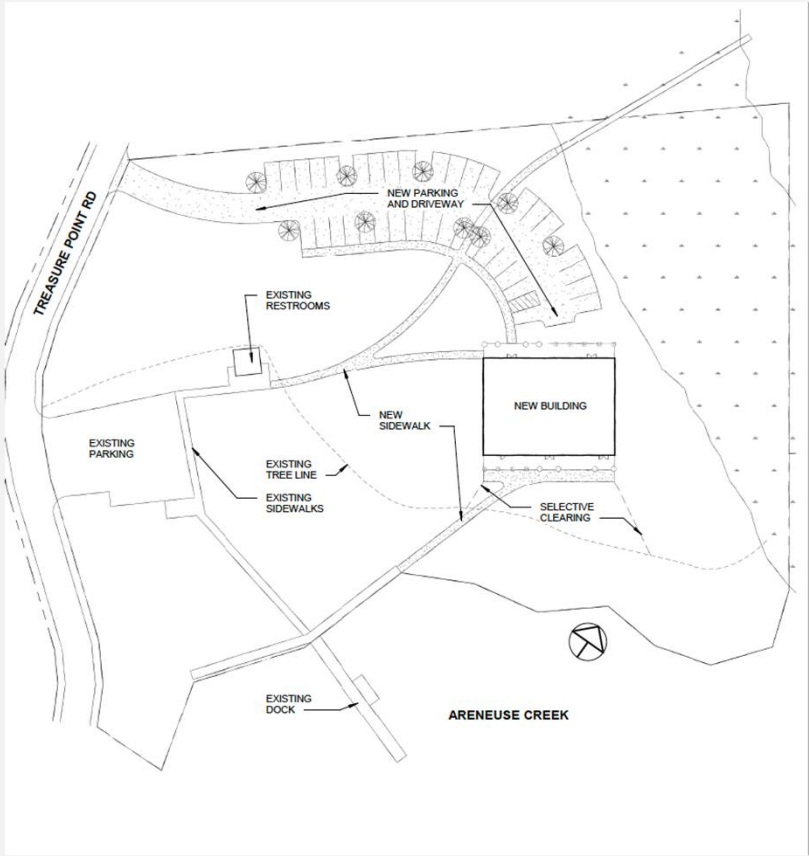 NEW PARKING
AND DRIVEWAY
TREASURE POINT RD
EXISTING
RESTROOMS
NEW BUILDING
NEW
SIDEWALK
EXISTING
PARKING
EXISTING
TREE LINE
EXISTING
SIDEWALKS
SELECTIVE
CLEARING
EXISTING
DOCK
ARENEUSE CREEK